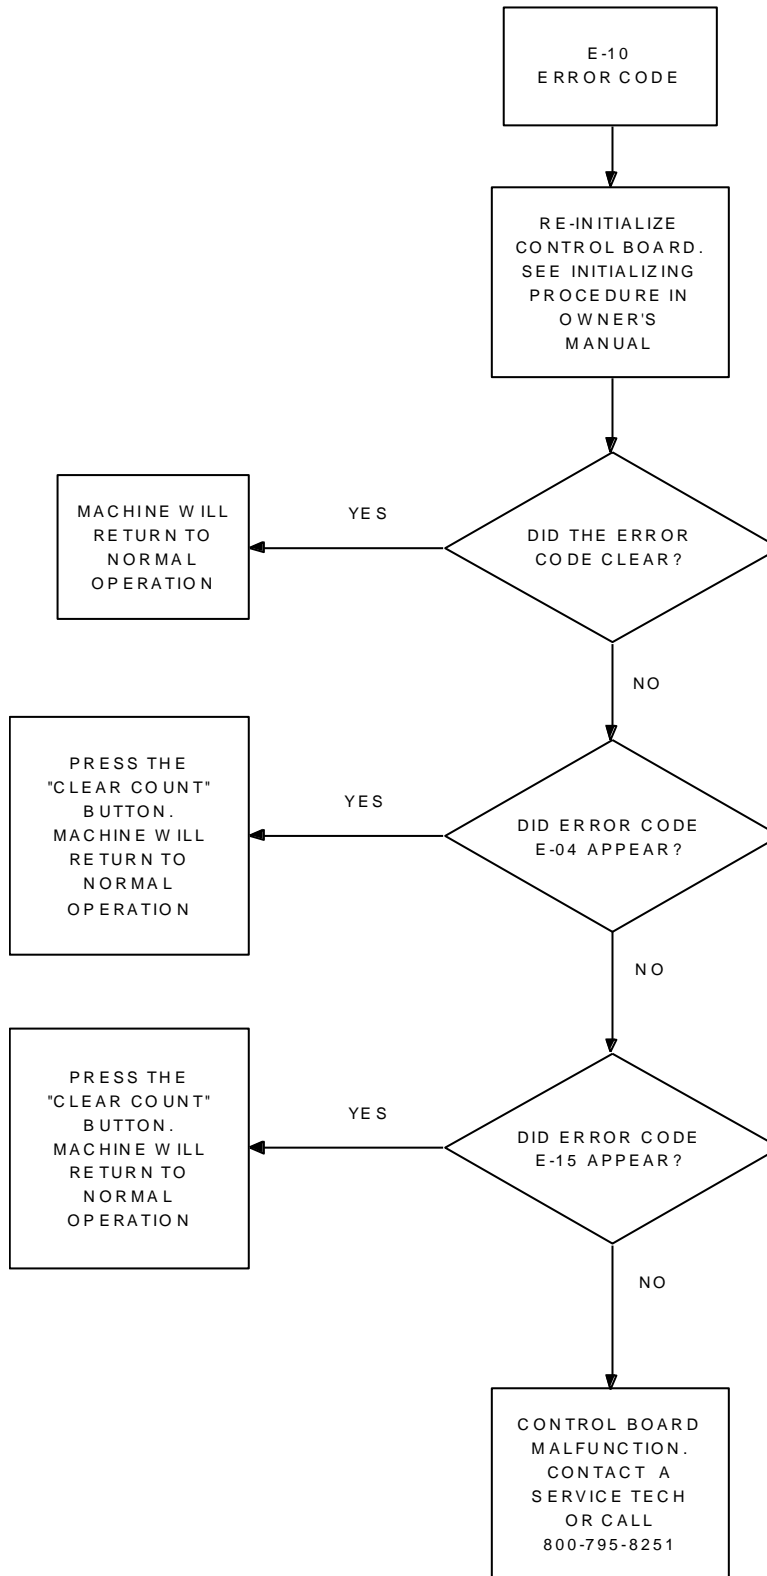 E-10
ERROR CODE
RE-INITIALIZE
CONTROL BOARD.
SEE INITIALIZING
PROCEDURE IN
OWNER'S
MANUAL
DID THE ERROR
CODE CLEAR?
YES
MACHINE WILL
RETURN TO
NORMAL
OPERATION
NO
DID ERROR CODE
E-04 APPEAR?
YES
PRESS THE
"CLEAR COUNT"
BUTTON.
MACHINE WILL
RETURN TO
NORMAL
OPERATION
NO
DID ERROR CODE
E-15 APPEAR?
YES
PRESS THE
"CLEAR COUNT"
BUTTON.
MACHINE WILL
RETURN TO
NORMAL
OPERATION
NO
CONTROL BOARD
MALFUNCTION.
CONTACT A
SERVICE TECH
OR CALL
800-795-8251